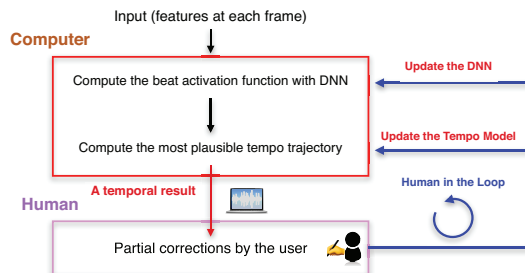 Input (features at each frame)
Computer
Compute the beat activation function with DNN
Update the DNN
Compute the most plausible tempo trajectory
Update the Tempo Model
A temporal result
Human in the Loop
Human
Partial corrections by the user